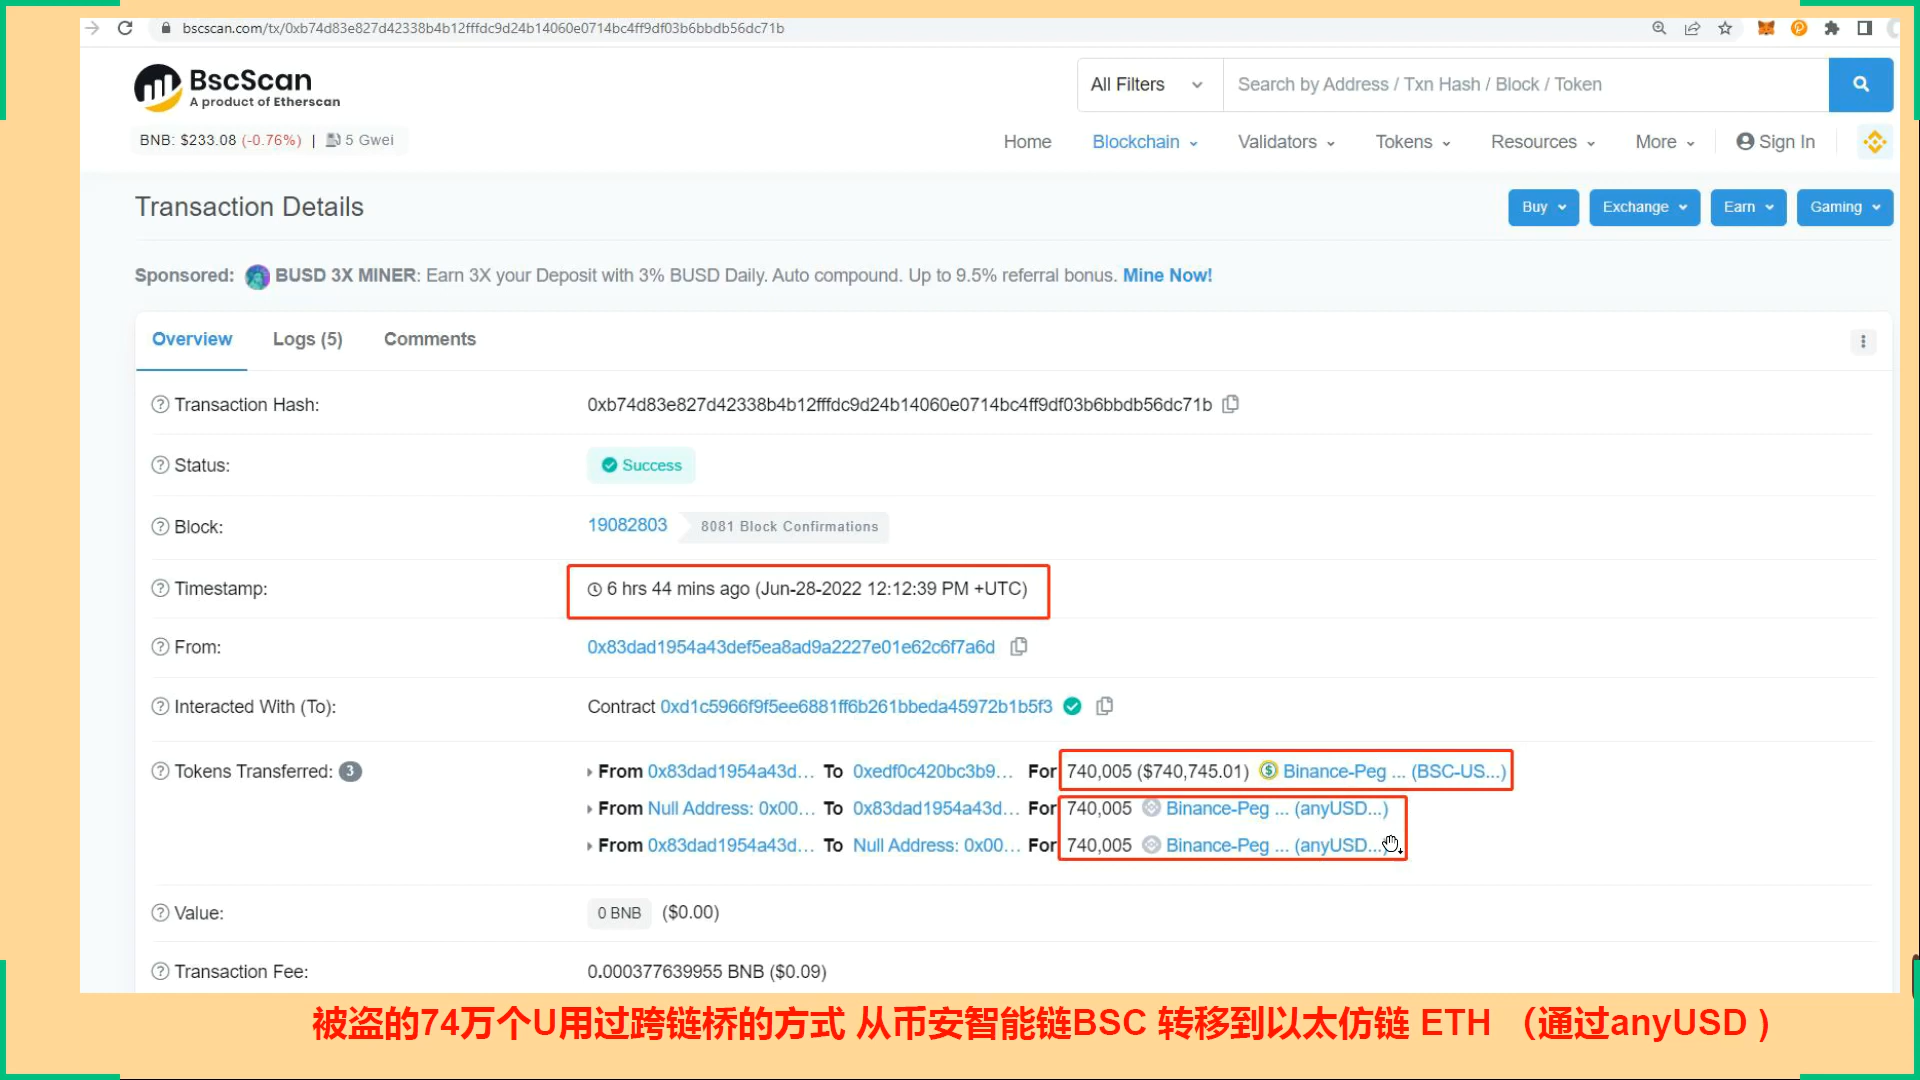 bscscan.com/tx/0xb74d83e827d42338b4b12fffdc9d24b14060e0714bc4ff9df03b6bbdb56dc71b
BscScan
A product of Etherscan
All Filters
Search by Address / Txn Hash / Block / Token
BNB: $233.08 (-0.76%) | 5 Gwei
Home Blockchain Validators Tokens Resources More Sign In
Transaction Details
Buy Exchange Earn Gaming
Sponsored: BUSD 3X MINER: Earn 3X your Deposit with 3% BUSD Daily. Auto compound. Up to 9.5% referral bonus. Mine Now!
Overview Logs (5) Comments
Transaction Hash: 0xb74d83e827d42338b4b12fffdc9d24b14060e0714bc4ff9df03b6bbdb56dc71b
Status: Success
Block: 19082803 8081 Block Confirmations
Timestamp: 6 hrs 44 mins ago (Jun-28-2022 12:12:39 PM +UTC)
From: 0x83dad1954a43def5ea8ad9a2227e01e62c6f7a6d
Interacted With (To): Contract 0xd1c5966f9f5ee6881ff6b261bbeda45972b1b5f3
Tokens Transferred: 3 From 0x83dad1954a43d... To 0xedf0c420bc3b9... For 740,005 ($740,745.01) Binance-Peg ... (BSC-US...)
From Null Address: 0x00... To 0x83dad1954a43d... For 740,005 Binance-Peg ... (anyUSD...)
From 0x83dad1954a43d... To Null Address: 0x00... For 740,005 Binance-Peg ... (anyUSD...)
Value: 0 BNB ($0.00)
Transaction Fee: 0.000377639955 BNB ($0.09)
被盗的74万个U用过跨链桥的方式 从币安智能链BSC 转移到以太仿链 ETH （通过anyUSD )